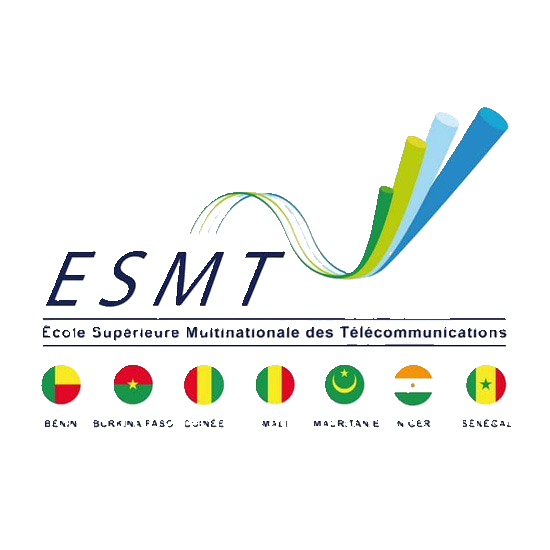 ESMT
École Supérieure Multinationale des Télécommunications
BÉNIN BURKINA FASO GUINÉE MALI MAURITANIE NIGER SÉNÉGAL